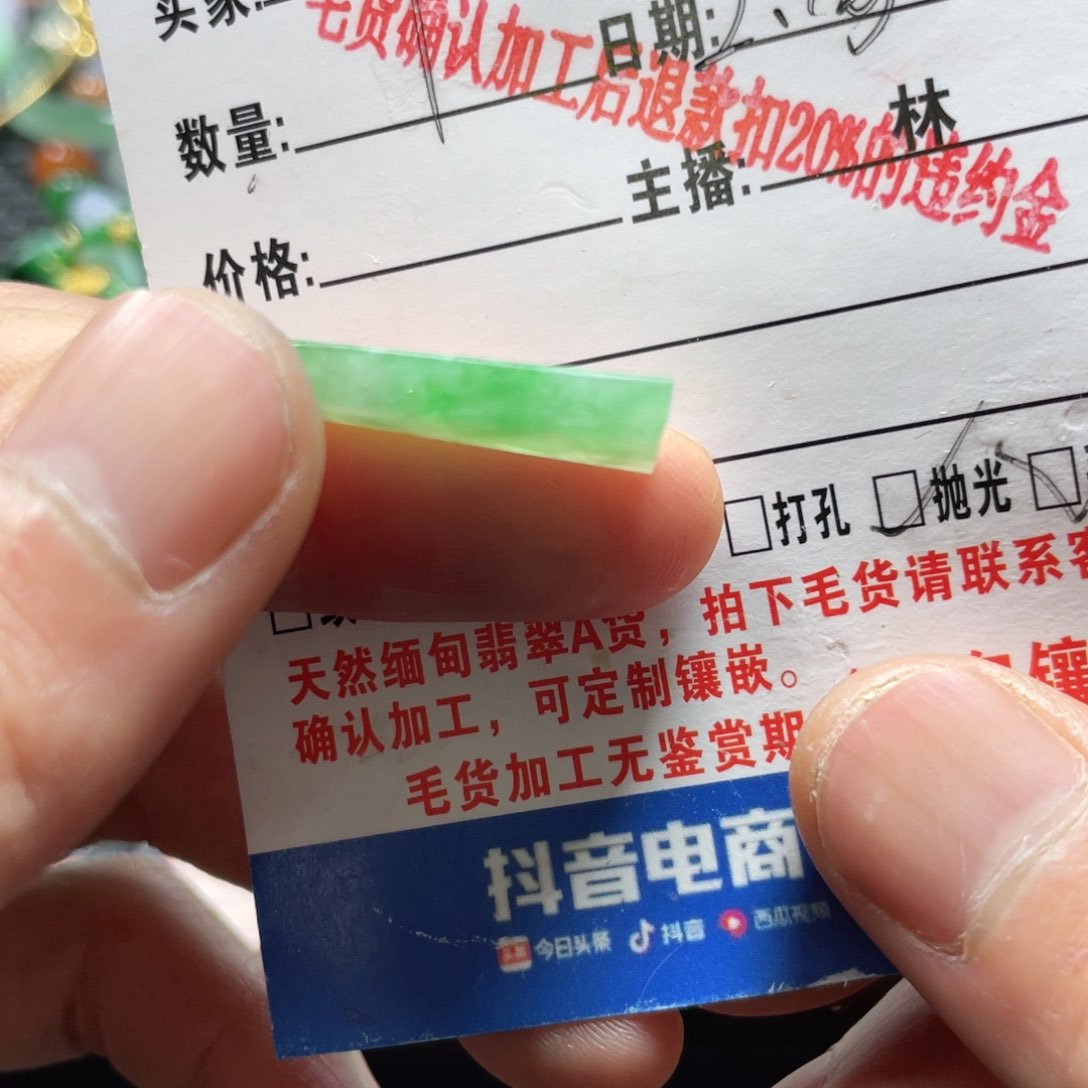 买家:
日期:
毛货确认加工后退款扣20%的违约金
数量:
主播: 林
价格:
打孔 抛光
天然缅甸翡翠A货，拍下毛货请联系客
确认加工，可定制镶嵌。 镶
毛货加工无鉴赏期
抖音电商
今日头条 抖音 西瓜视频